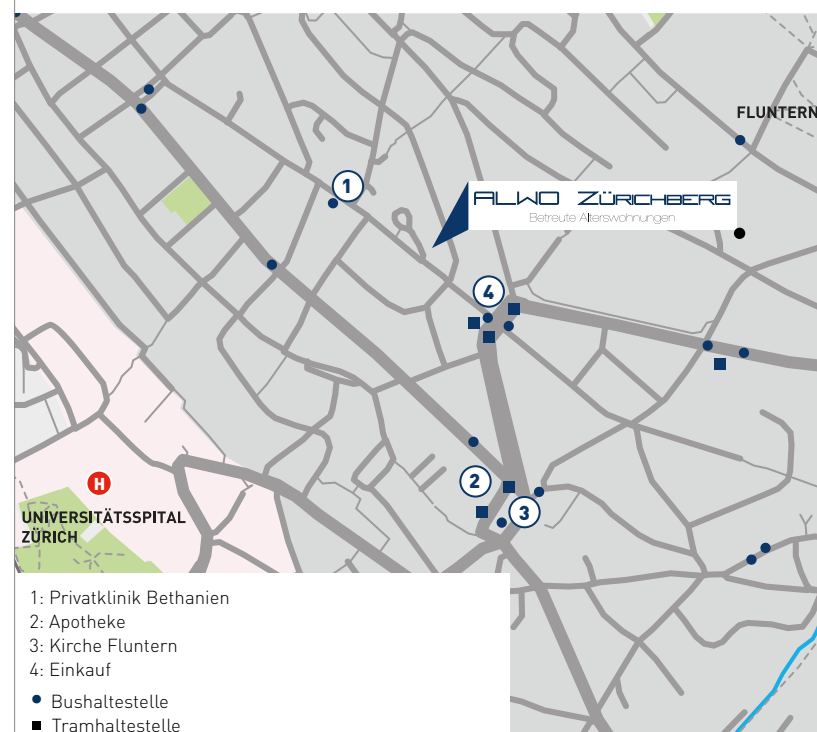 FLUNTERN
1
ALWO ZÜRICHBERG
Betreute Alterswohnungen
4
2
H
3
UNIVERSITÄTSSPITAL
ZÜRICH
1: Privatklinik Bethanien
2: Apotheke
3: Kirche Fluntern
4: Einkauf
Bushaltestelle
Tramhaltestelle